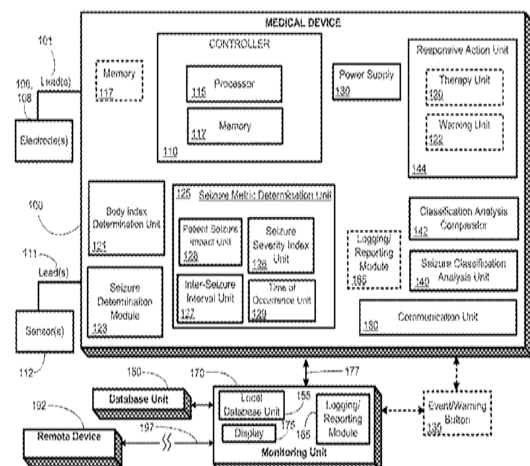 MEDICAL DEVICE
101
Lead(s)
106,
108
Electrode(s)
Memory
117
CONTROLLER
Processor
115
Memory
117
110
Power Supply
130
Responsive Action Unit
Therapy Unit
120
Warning Unit
122
144
100
Body Index
Determination Unit
121
125
Seizure Metric Determination Unit
Patient Seizure
Impact Unit
128
Seizure
Severity Index
Unit
126
Inter-Seizure
Interval Unit
127
Time of
Occurrence Unit
129
Classification Analysis
Comparator
142
Logging/
Reporting
Module
165
Seizure Classification
Analysis Unit
140
111
Lead(s)
Seizure
Determination
Module
123
Sensor(s)
112
Communication Unit
160
150
Database Unit
170
177
192
Remote Device
197
Local
Database Unit
155
Display
175
Logging/
Reporting
Module
165
Monitoring Unit
Event/Warning
Button
135